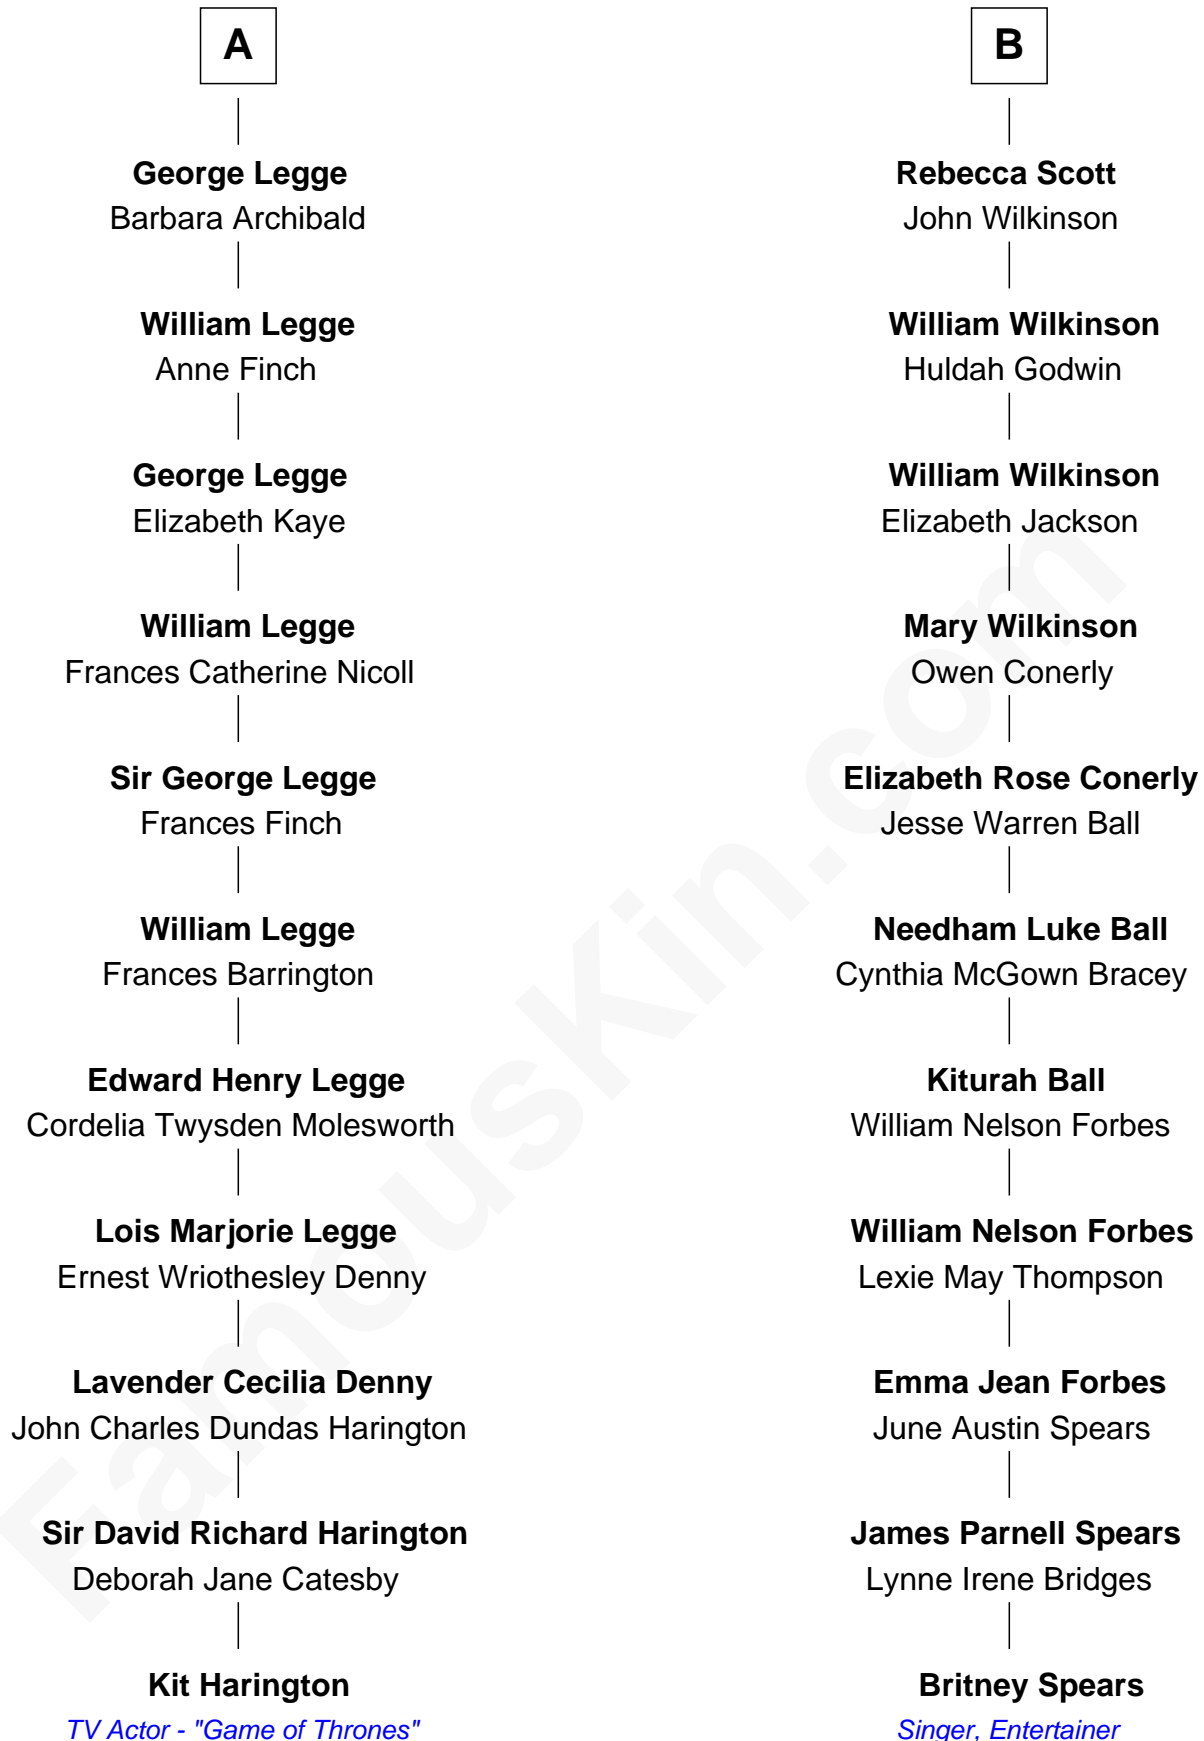 A
George Legge
Barbara Archibald
William Legge
Anne Finch
George Legge
Elizabeth Kaye
William Legge
Frances Catherine Nicoll
Sir George Legge
Frances Finch
William Legge
Frances Barrington
Edward Henry Legge
Cordelia Twysden Molesworth
Lois Marjorie Legge
Ernest Wriothesley Denny
Lavender Cecilia Denny
John Charles Dundas Harington
Sir David Richard Harington
Deborah Jane Catesby
Kit Harington
TV Actor - "Game of Thrones"
B
Rebecca Scott
John Wilkinson
William Wilkinson
Huldah Godwin
William Wilkinson
Elizabeth Jackson
Mary Wilkinson
Owen Conerly
Elizabeth Rose Conerly
Jesse Warren Ball
Needham Luke Ball
Cynthia McGown Bracey
Kiturah Ball
William Nelson Forbes
William Nelson Forbes
Lexie May Thompson
Emma Jean Forbes
June Austin Spears
James Parnell Spears
Lynne Irene Bridges
Britney Spears
Singer, Entertainer
FamousKin.com